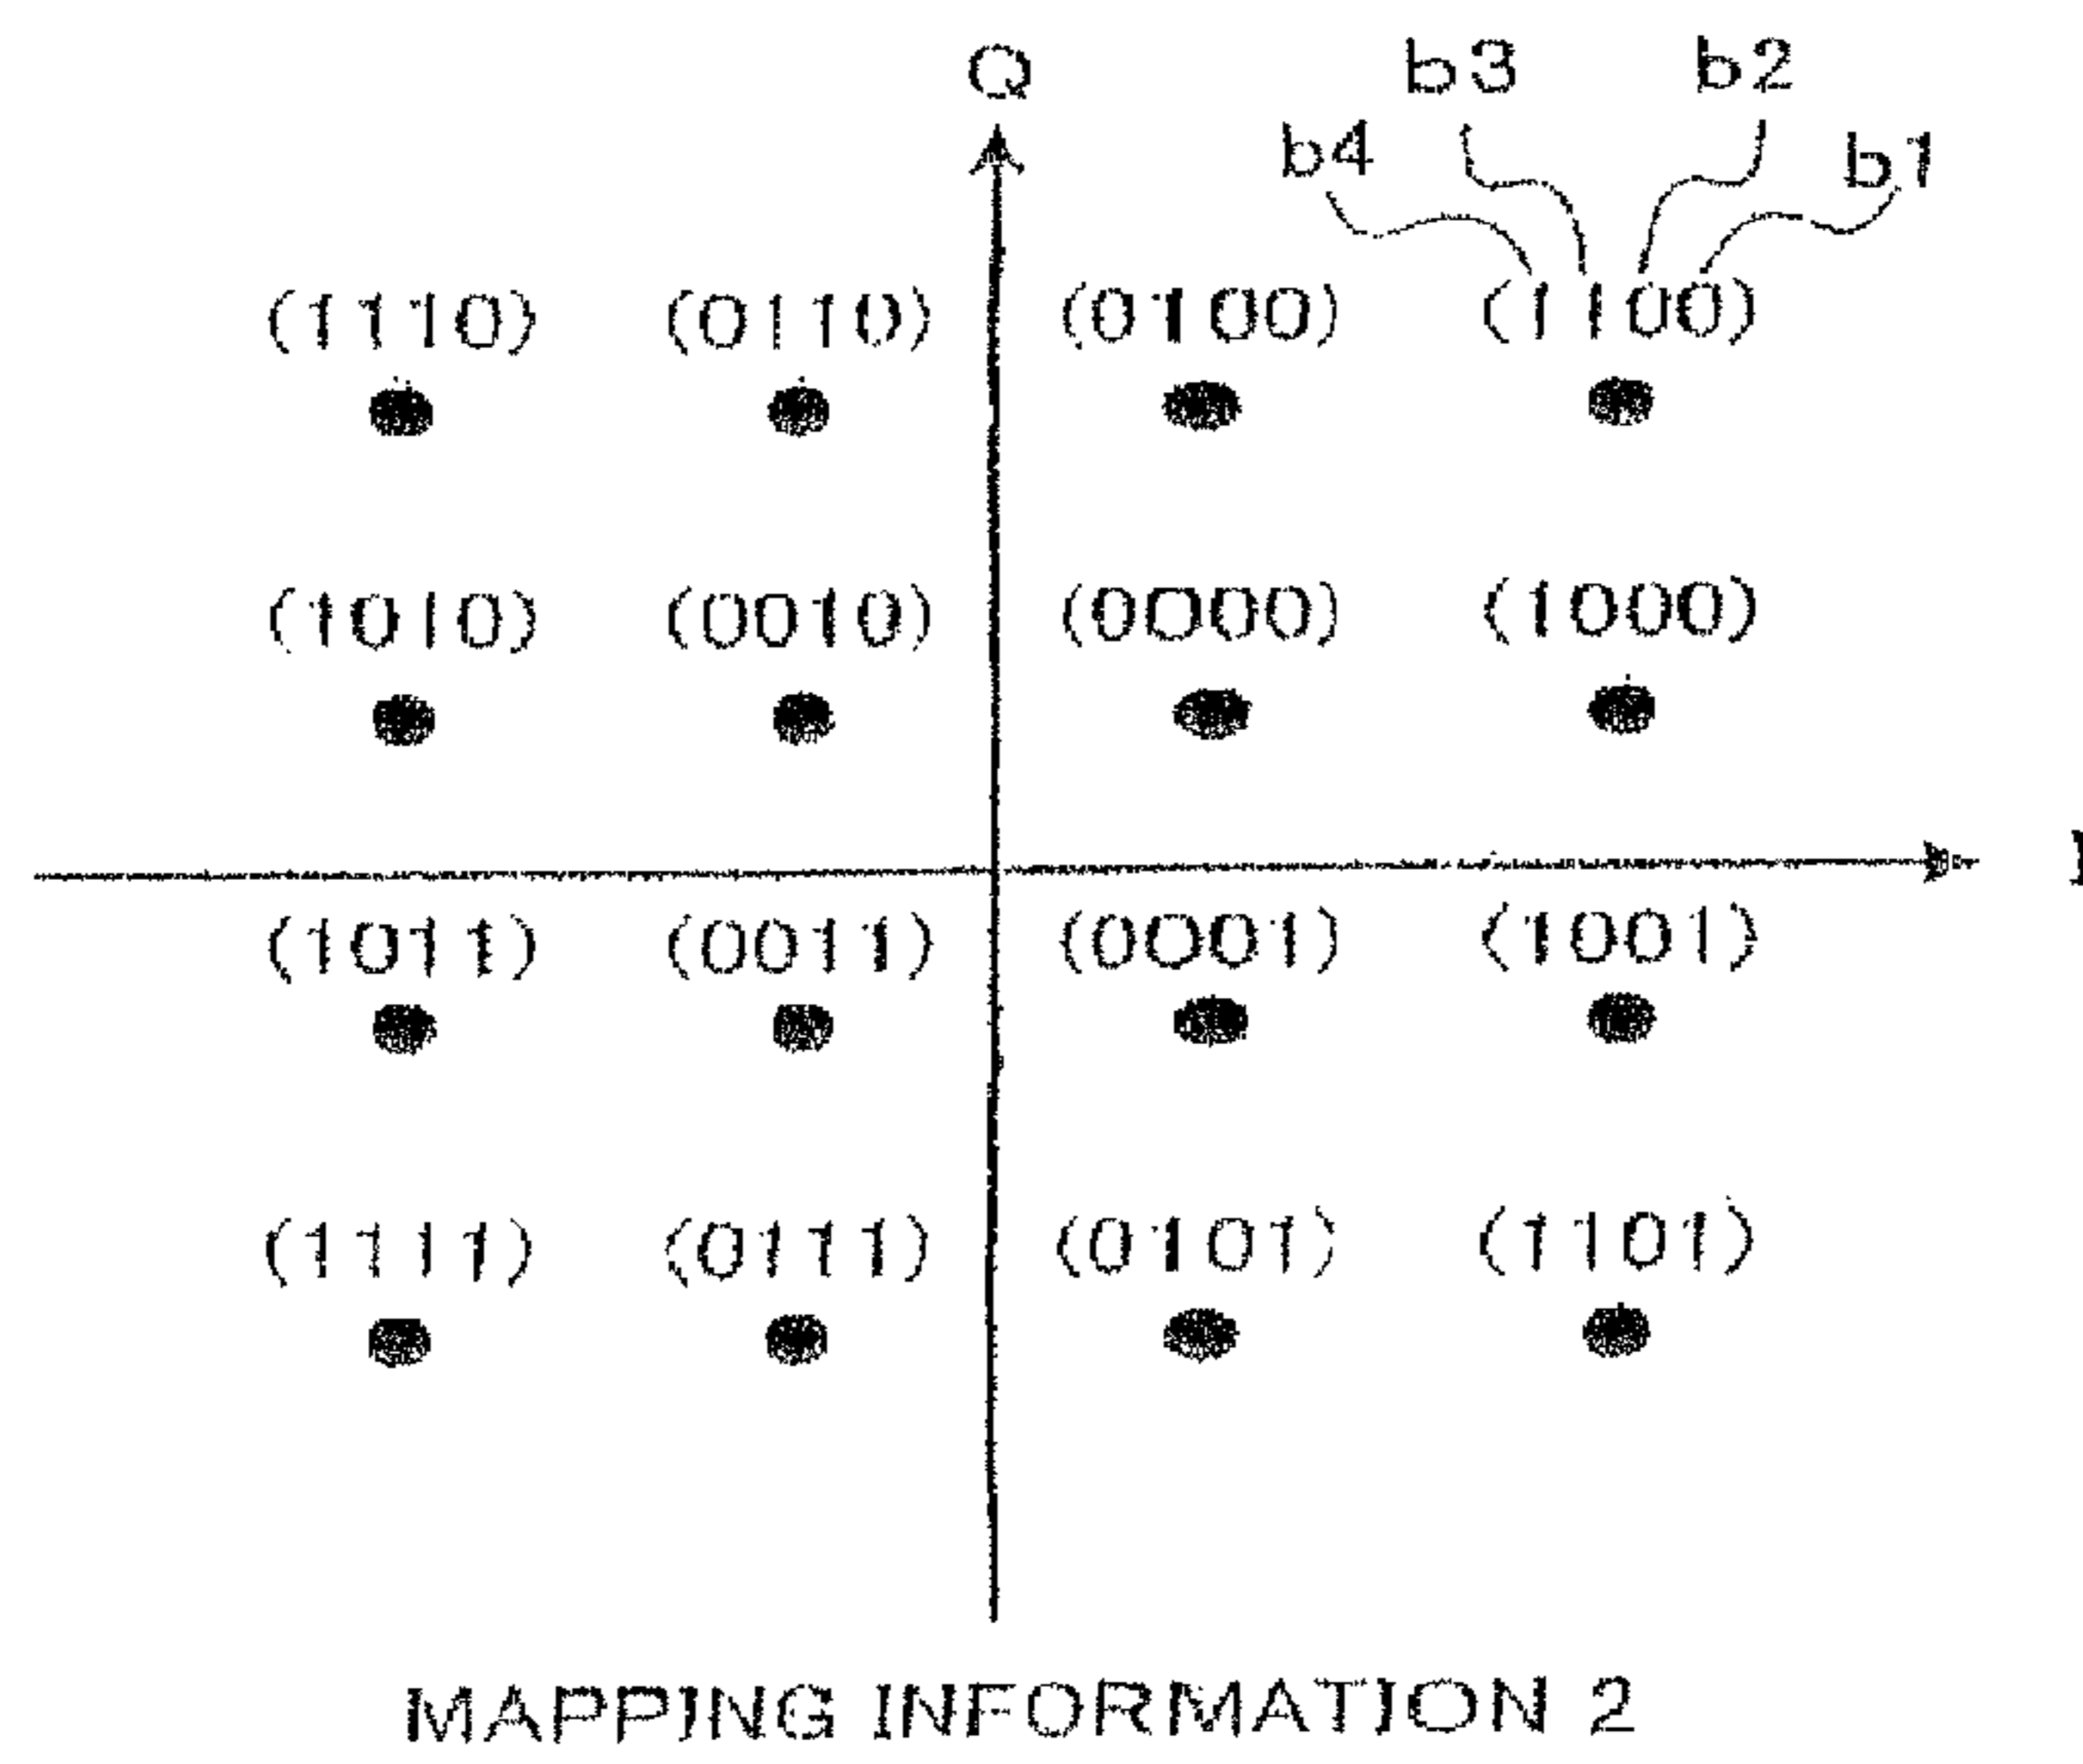 Q
b3 b2
b4 b1
(1110) (0110) (0100) (1100)
(1010) (0010) (0000) (1000)
I
(1011) (0011) (0001) (1001)
(1111) (0111) (0101) (1101)
MAPPING INFORMATION 2